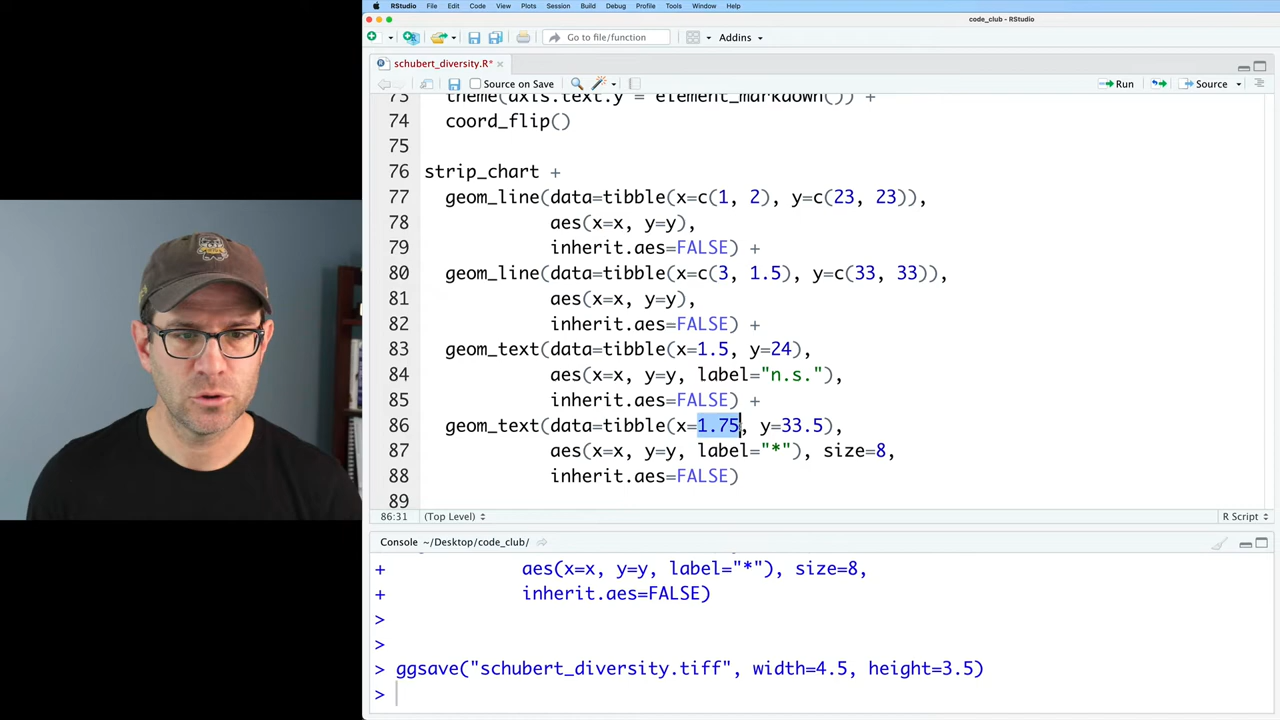 RStudio File Edit Code View Plots Session Build Debug Profile Tools Window Help
code_club - RStudio
Go to file/function Addins
schubert_diversity.R*
Source on Save Run Source
73 theme(axis.text.y = element_markdown()) +
74 coord_flip()
75
76 strip_chart +
77 geom_line(data=tibble(x=c(1, 2), y=c(23, 23)),
78 aes(x=x, y=y),
79 inherit.aes=FALSE) +
80 geom_line(data=tibble(x=c(3, 1.5), y=c(33, 33)),
81 aes(x=x, y=y),
82 inherit.aes=FALSE) +
83 geom_text(data=tibble(x=1.5, y=24),
84 aes(x=x, y=y, label="n.s."),
85 inherit.aes=FALSE) +
86 geom_text(data=tibble(x=1.75, y=33.5),
87 aes(x=x, y=y, label="*"), size=8,
88 inherit.aes=FALSE)
89
86:31 (Top Level) R Script
Console ~/Desktop/code_club/
+ aes(x=x, y=y, label="*"), size=8,
+ inherit.aes=FALSE)
>
>
> ggsave("schubert_diversity.tiff", width=4.5, height=3.5)
>